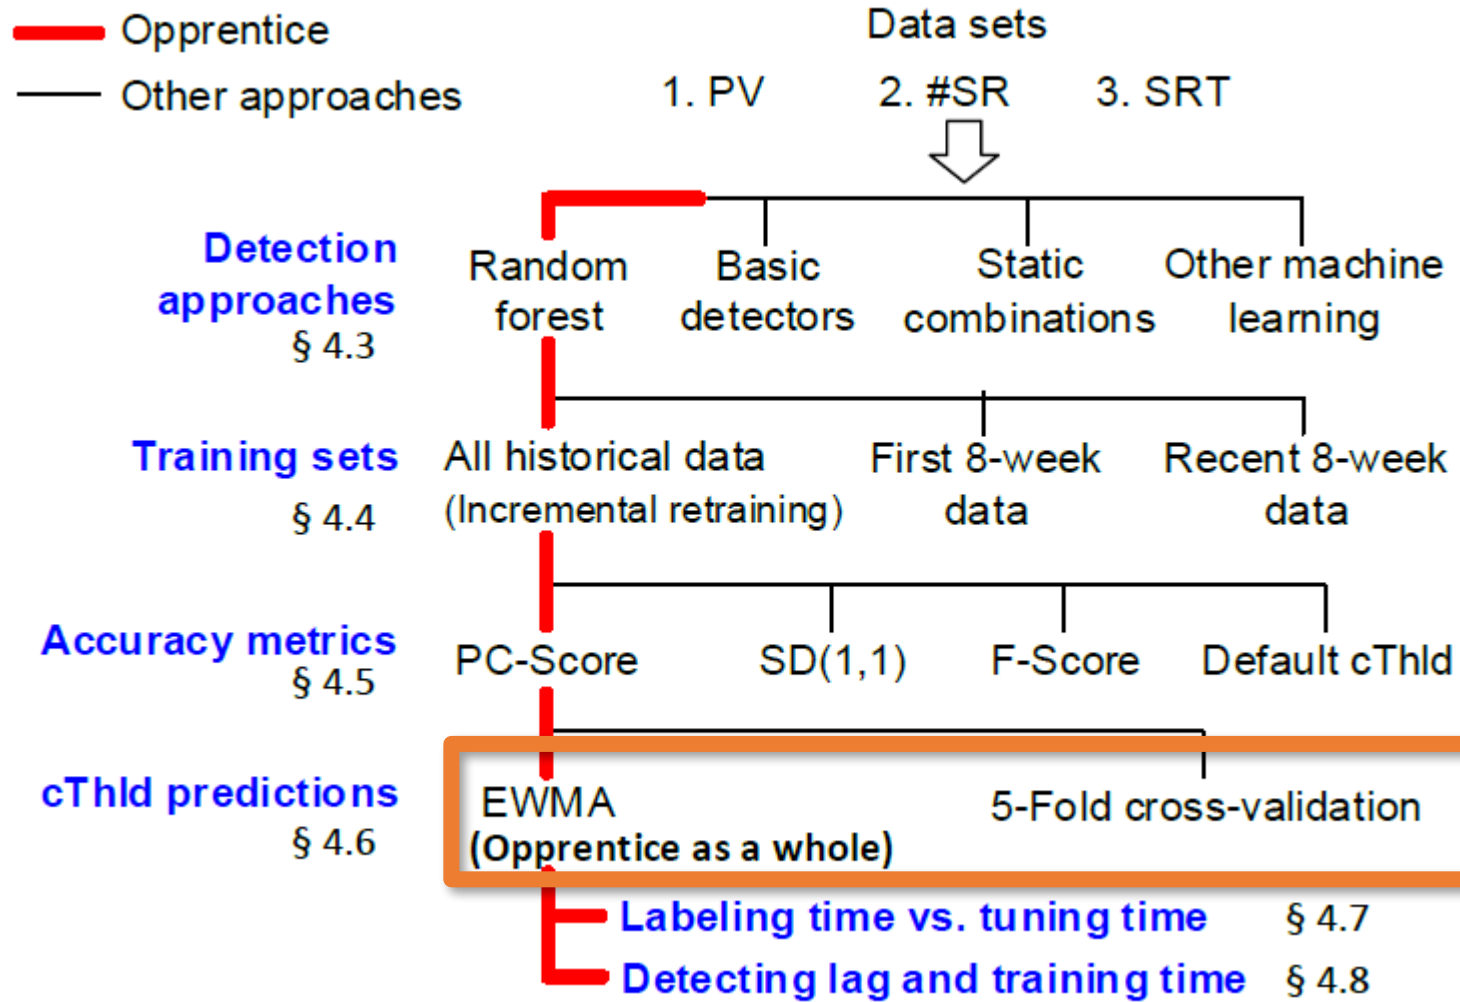 Opprentice
Other approaches
Data sets
1. PV
2. #SR
3. SRT
Detection
approaches
§ 4.3
Random
forest
Basic
detectors
Static
combinations
Other machine
learning
Training sets
§ 4.4
All historical data
(Incremental retraining)
First 8-week
data
Recent 8-week
data
Accuracy metrics
§ 4.5
PC-Score
SD(1,1)
F-Score
Default cThld
cThld predictions
§ 4.6
EWMA
(Opprentice as a whole)
5-Fold cross-validation
Labeling time vs. tuning time § 4.7
Detecting lag and training time § 4.8